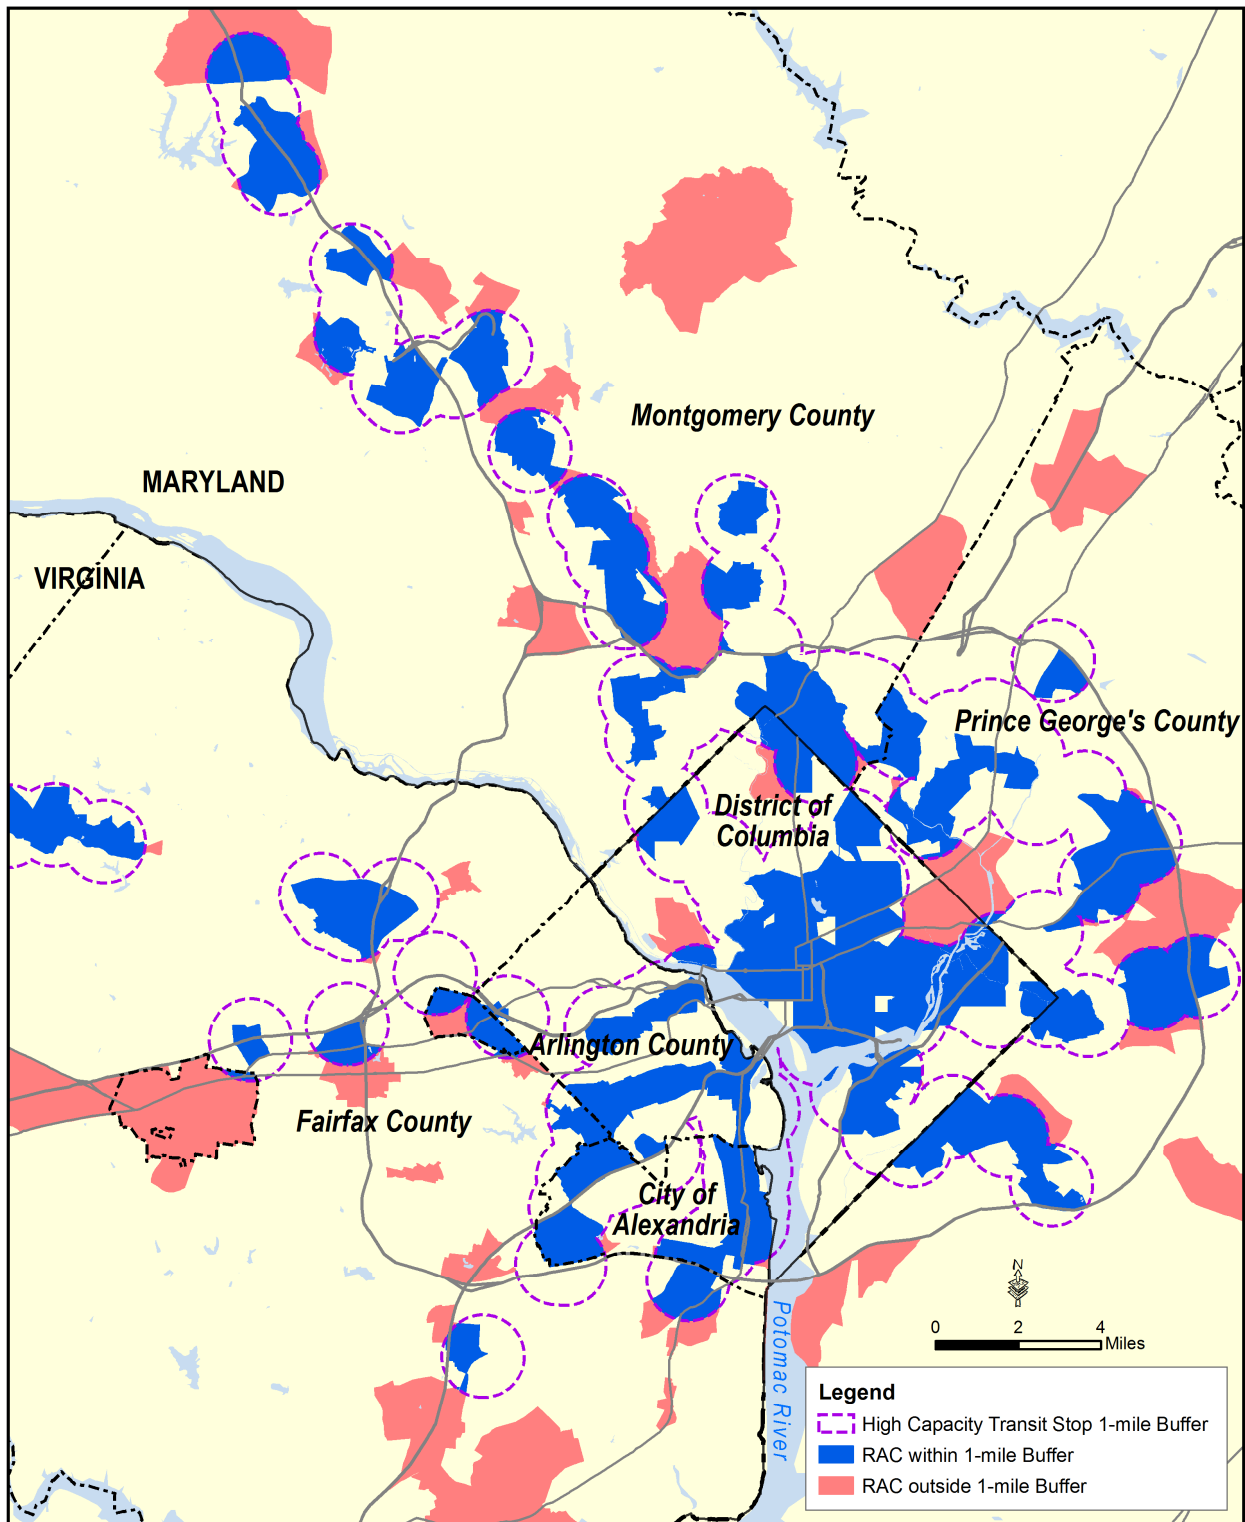 Montgomery County
MARYLAND
VIRGINIA
Prince George's County
District of
Columbia
Arlington County
Fairfax County
City of
Alexandria
N
0 2 4
Miles
Potomac River
Legend
High Capacity Transit Stop 1-mile Buffer
RAC within 1-mile Buffer
RAC outside 1-mile Buffer